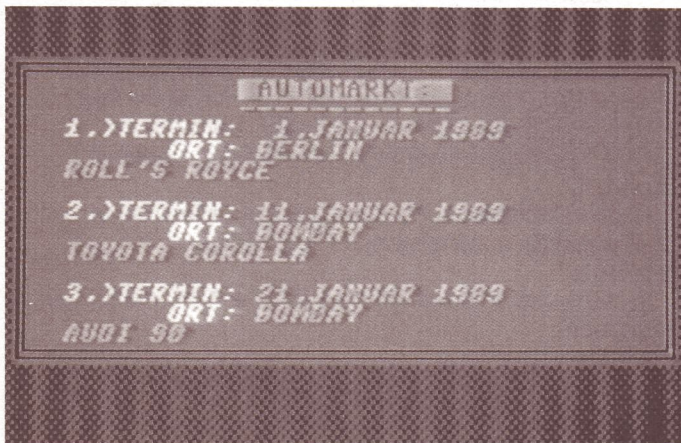 AUTOMARKT:
1.>TERMIN: 1.JANUAR 1989
ORT: BERLIN
ROLL'S ROYCE
2.>TERMIN: 11.JANUAR 1989
ORT: BOMBAY
TOYOTA COROLLA
3.>TERMIN: 21.JANUAR 1989
ORT: BOMBAY
AUDI 90